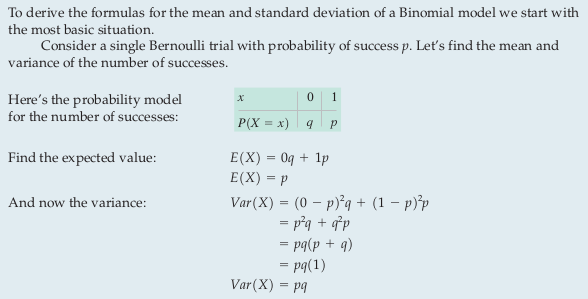 To derive the formulas for the mean and standard deviation of a Binomial model we start with
the most basic situation.
Consider a single Bernoulli trial with probability of success p. Let's find the mean and
variance of the number of successes.
Here's the probability model
for the number of successes:
x 0 1
P(X = x) q p
Find the expected value:
E(X) = 0q + 1p
E(X) = p
And now the variance:
Var(X) = (0 − p)²q + (1 − p)²p
= p²q + q²p
= pq(p + q)
= pq(1)
Var(X) = pq